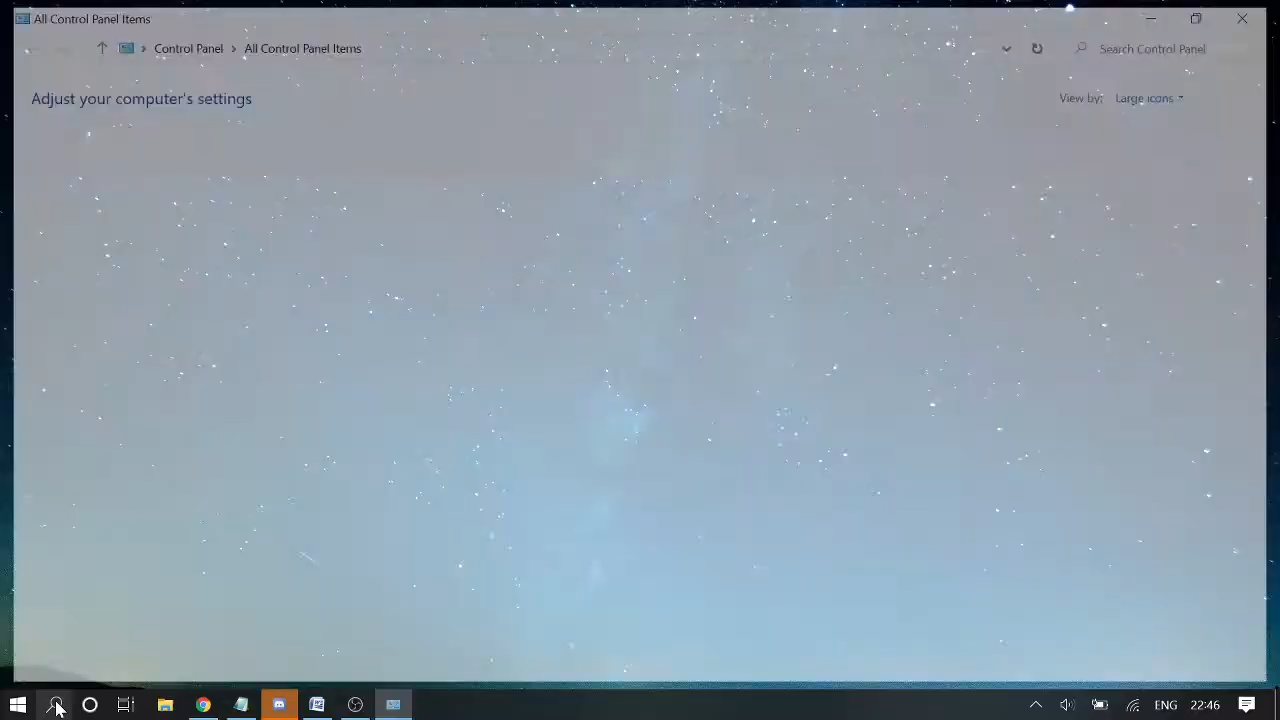 All Control Panel Items
Control Panel > All Control Panel Items
Search Control Panel
Adjust your computer's settings
View by: Large icons
ENG 22:46